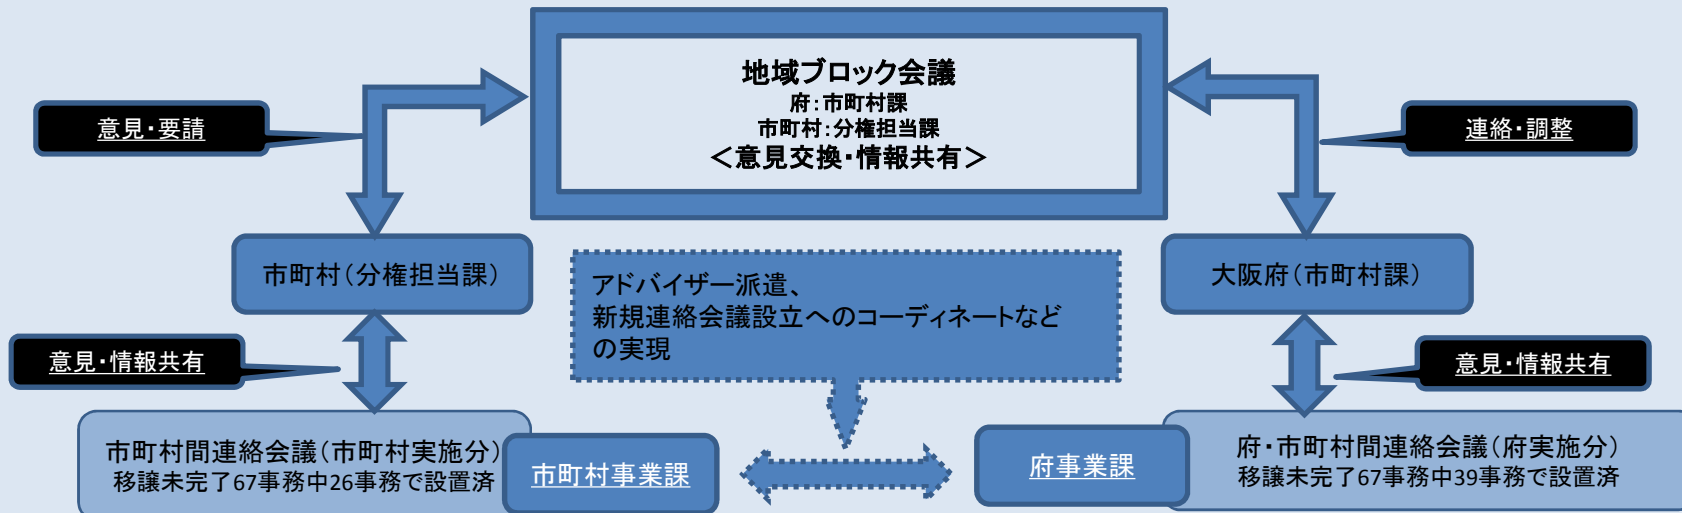 地域ブロック会議
府：市町村課
市町村：分権担当課
＜意見交換・情報共有＞
意見・要請
連絡・調整
市町村（分権担当課）
大阪府（市町村課）
アドバイザー派遣、
新規連絡会議設立へのコーディネートなど
の実現
意見・情報共有
意見・情報共有
市町村間連絡会議（市町村実施分）
移譲未完了67事務中26事務で設置済
市町村事業課
府事業課
府・市町村間連絡会議（府実施分）
移譲未完了67事務中39事務で設置済